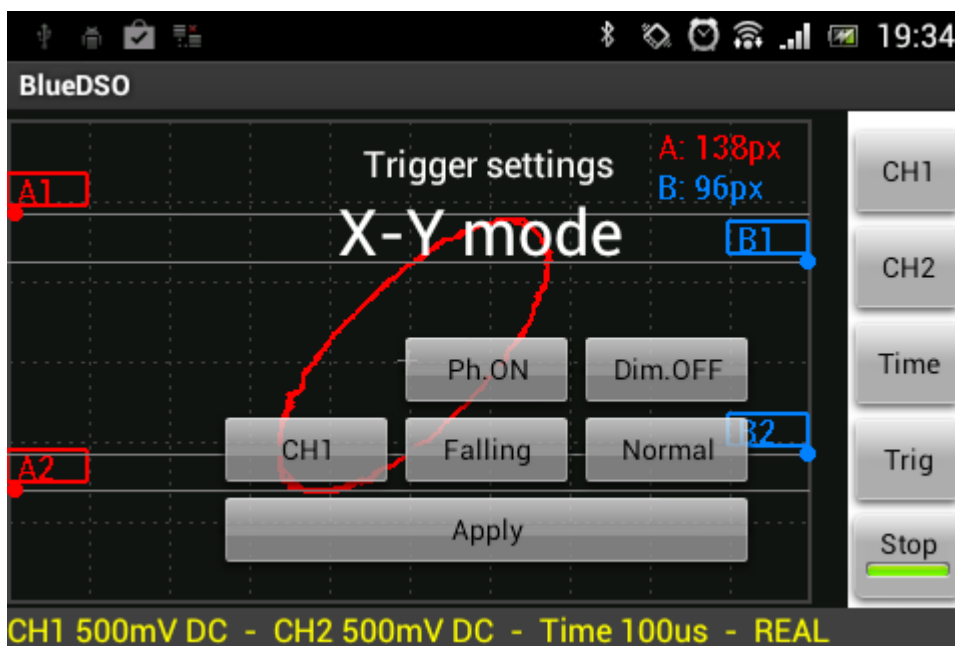 19:34
BlueDSO
Trigger settings
A: 138px
B: 96px
X-Y mode
A1..
B1..
Ph.ON
Dim.OFF
CH1
Falling
Normal
B2..
A2..
Apply
CH1
CH2
Time
Trig
Stop
CH1 500mV DC - CH2 500mV DC - Time 100us - REAL